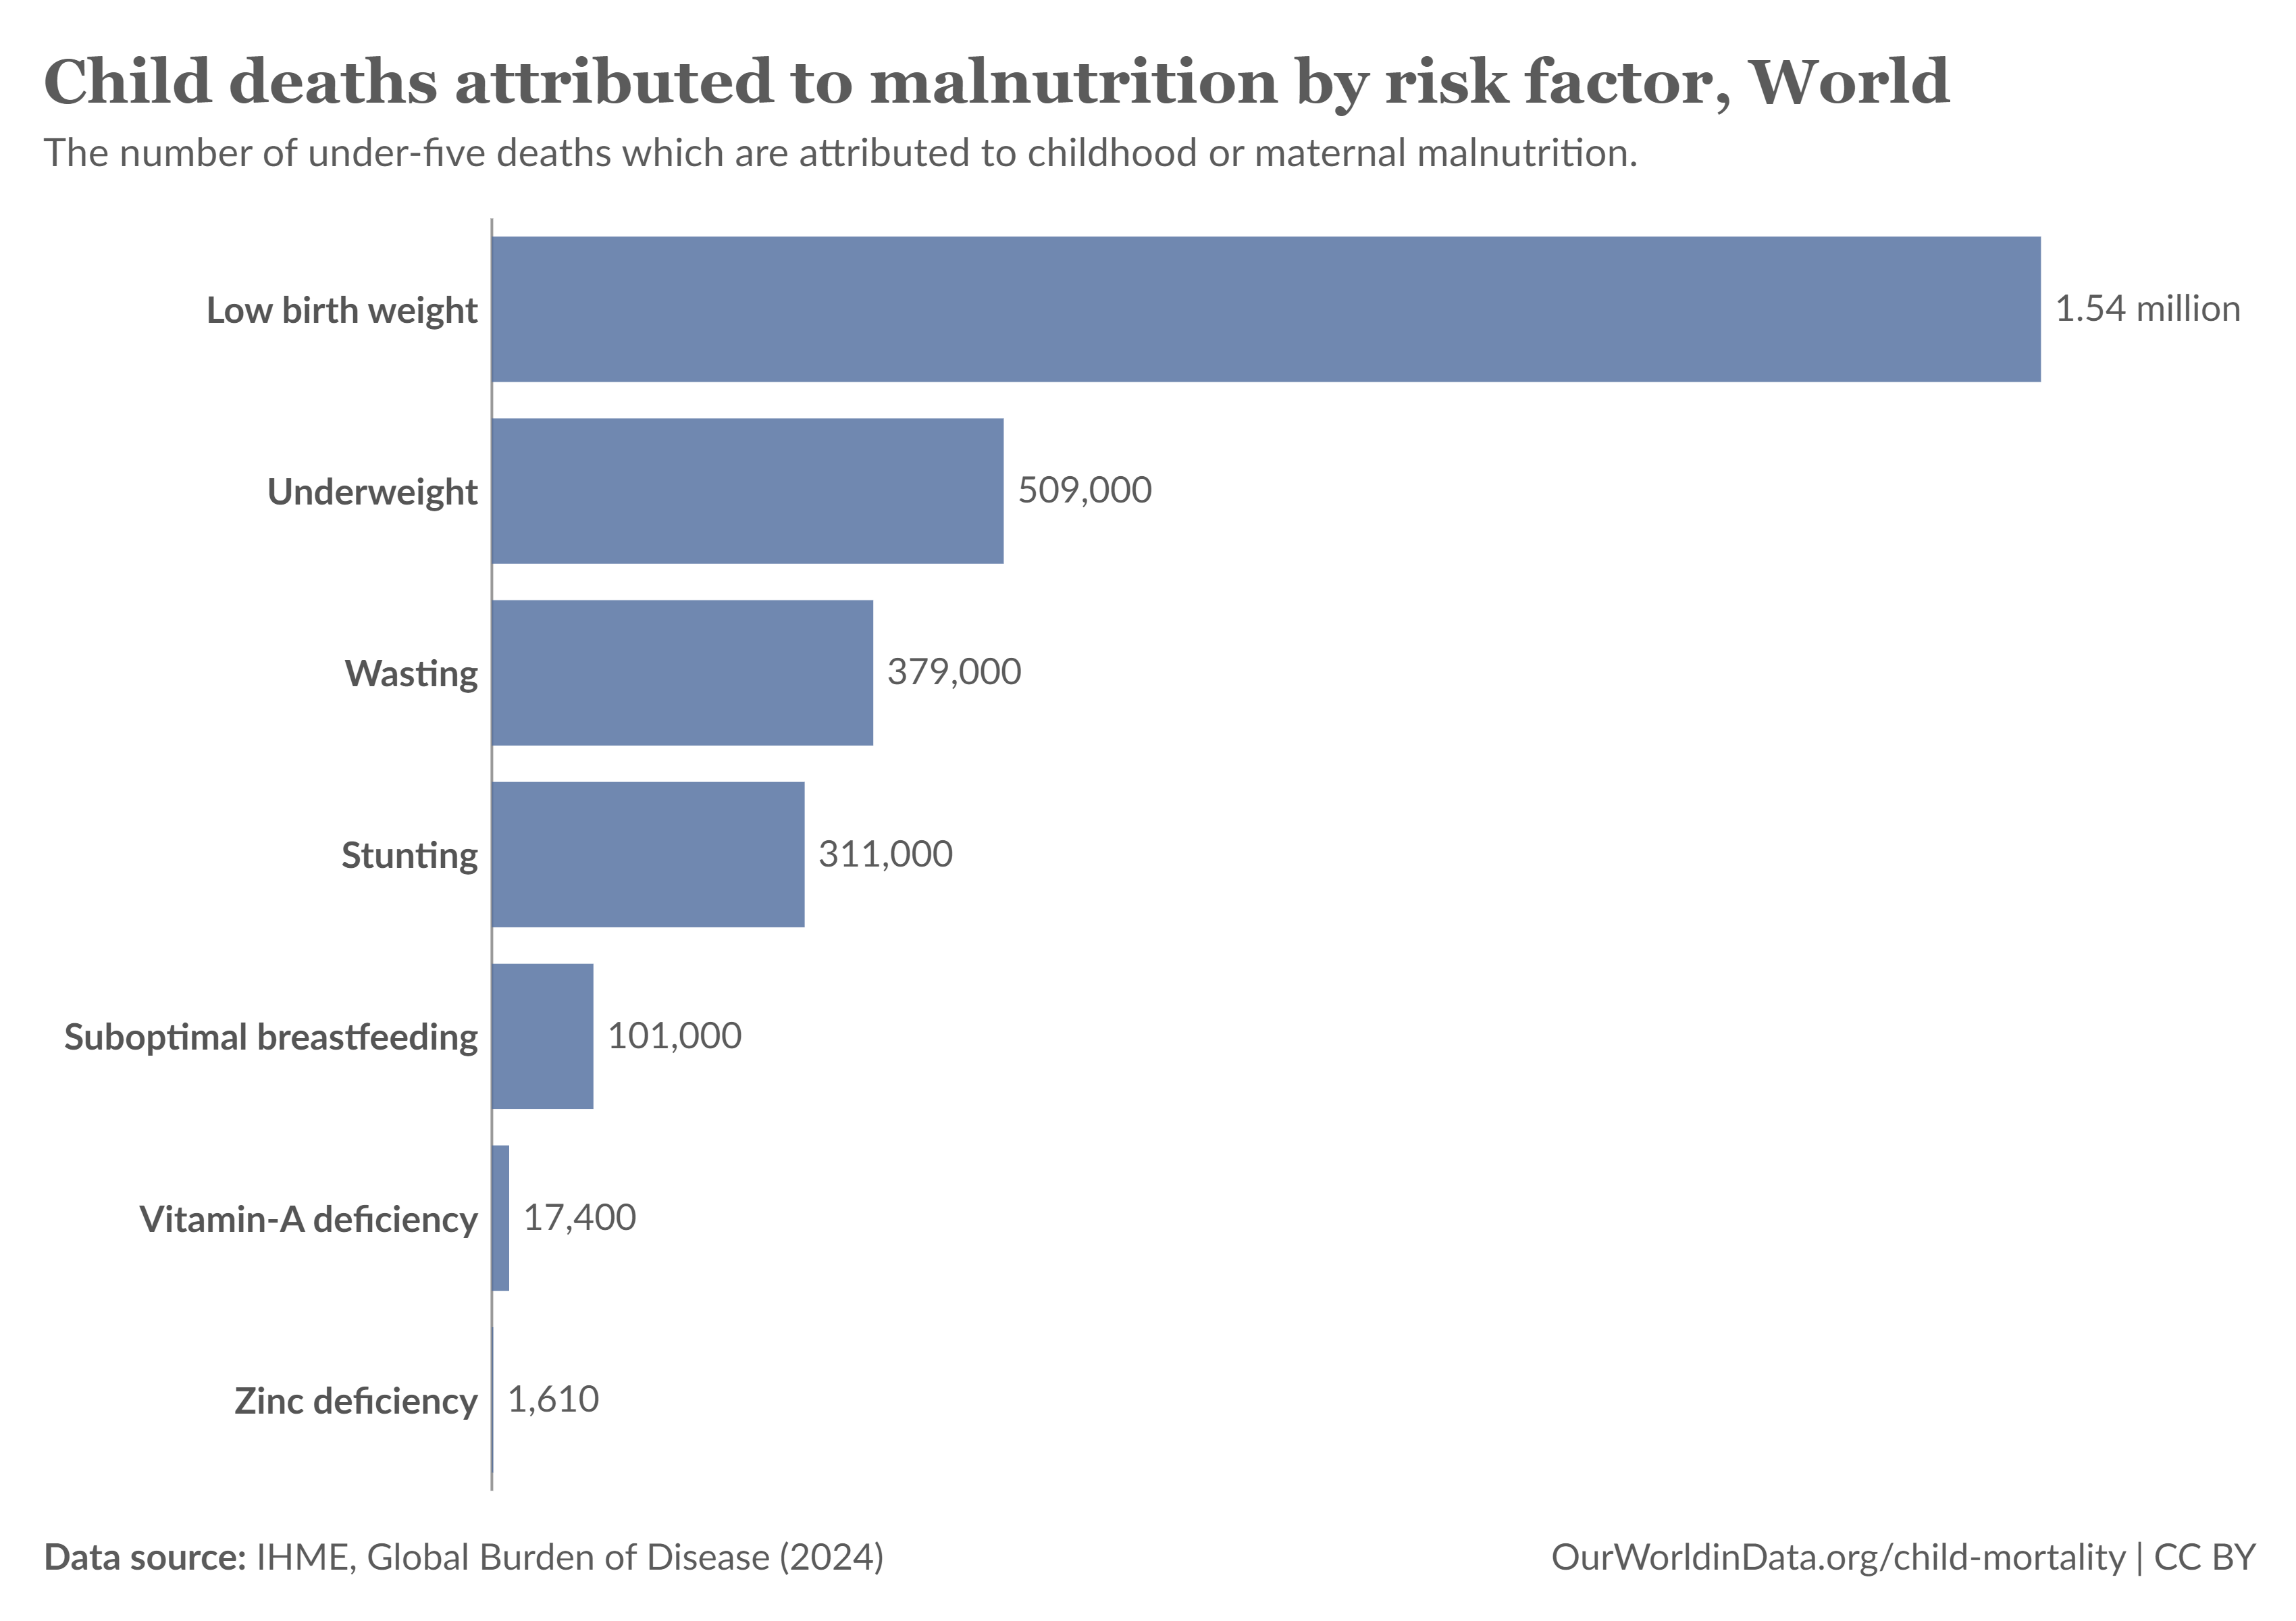 Child deaths attributed to malnutrition by risk factor, World
The number of under-five deaths which are attributed to childhood or maternal malnutrition.
Low birth weight 1.54 million
Underweight 509,000
Wasting 379,000
Stunting 311,000
Suboptimal breastfeeding 101,000
Vitamin-A deficiency 17,400
Zinc deficiency 1,610
Data source: IHME, Global Burden of Disease (2024) OurWorldinData.org/child-mortality | CC BY